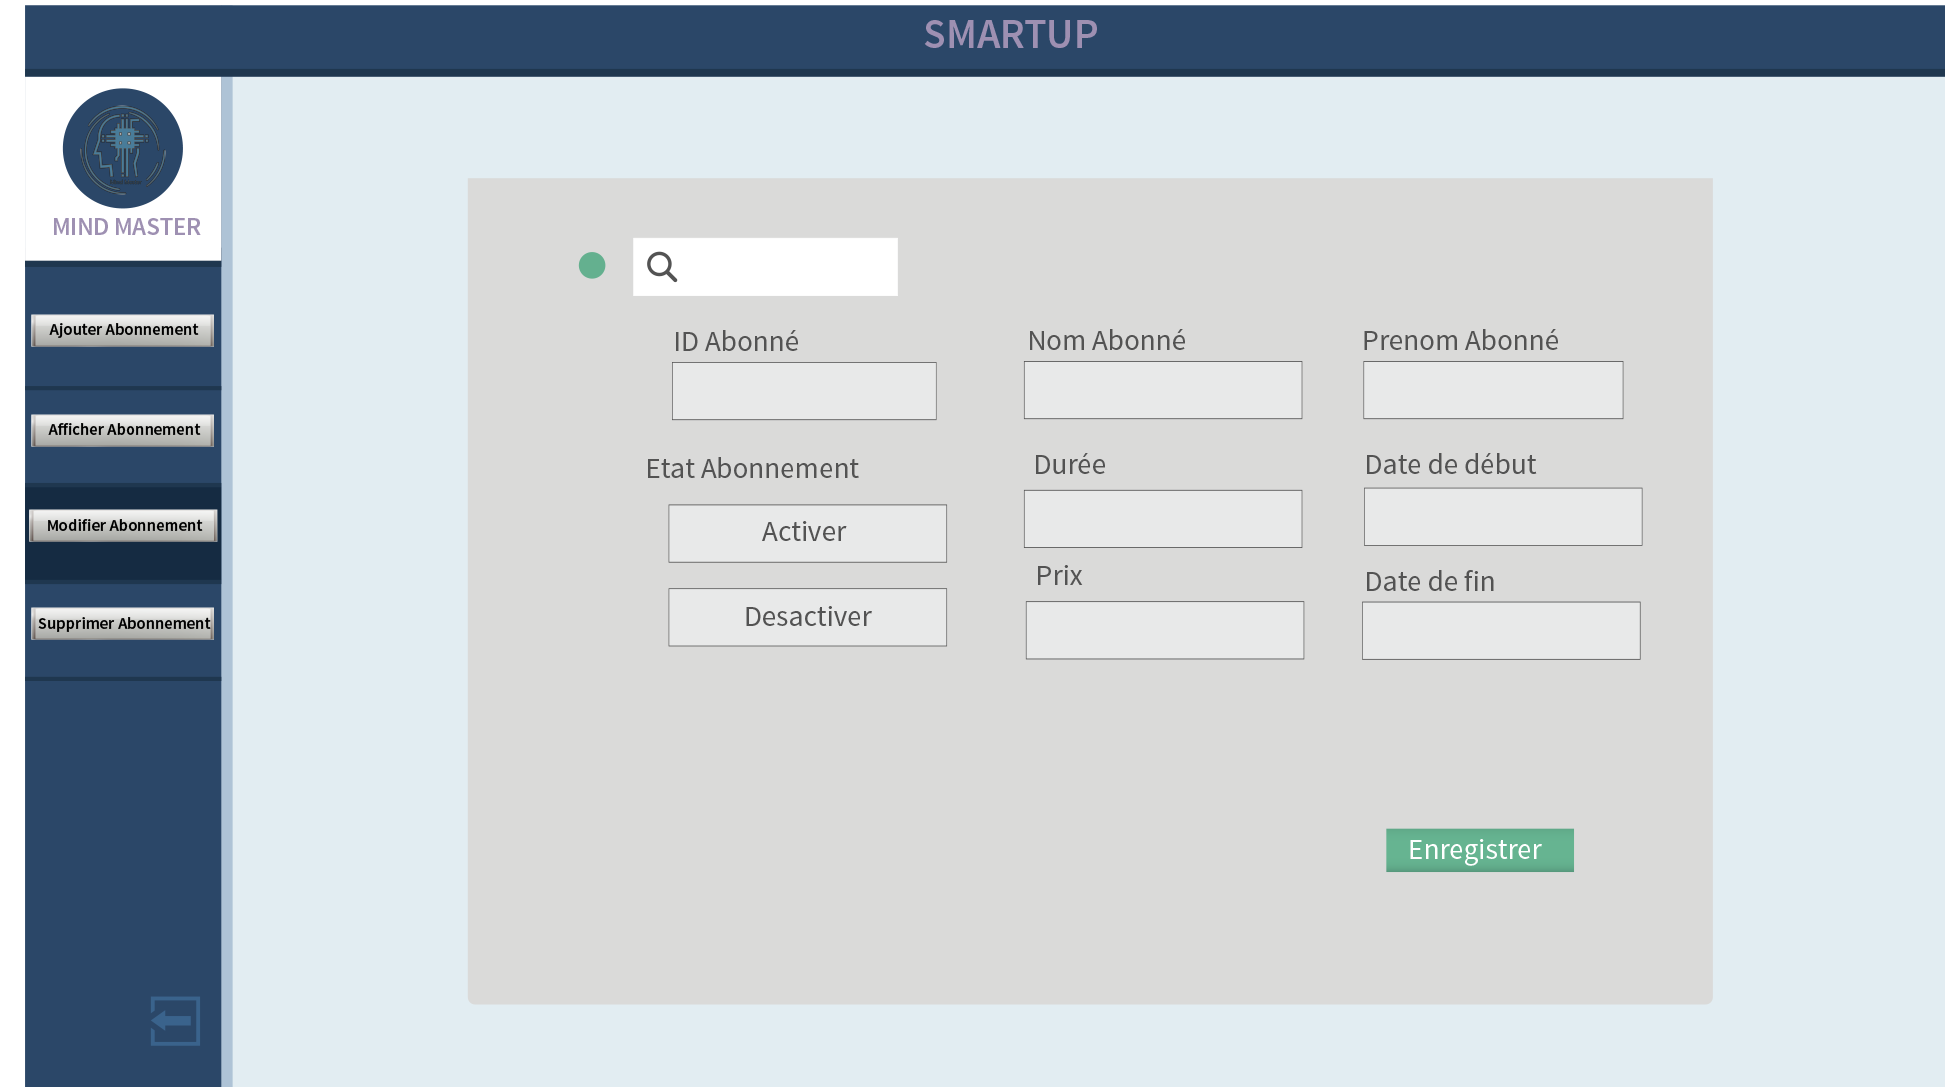 SMARTUP
MIND MASTER
Ajouter Abonnement
Afficher Abonnement
Modifier Abonnement
Supprimer Abonnement
ID Abonné
Nom Abonné
Prenom Abonné
Etat Abonnement
Durée
Date de début
Activer
Prix
Date de fin
Desactiver
Enregistrer